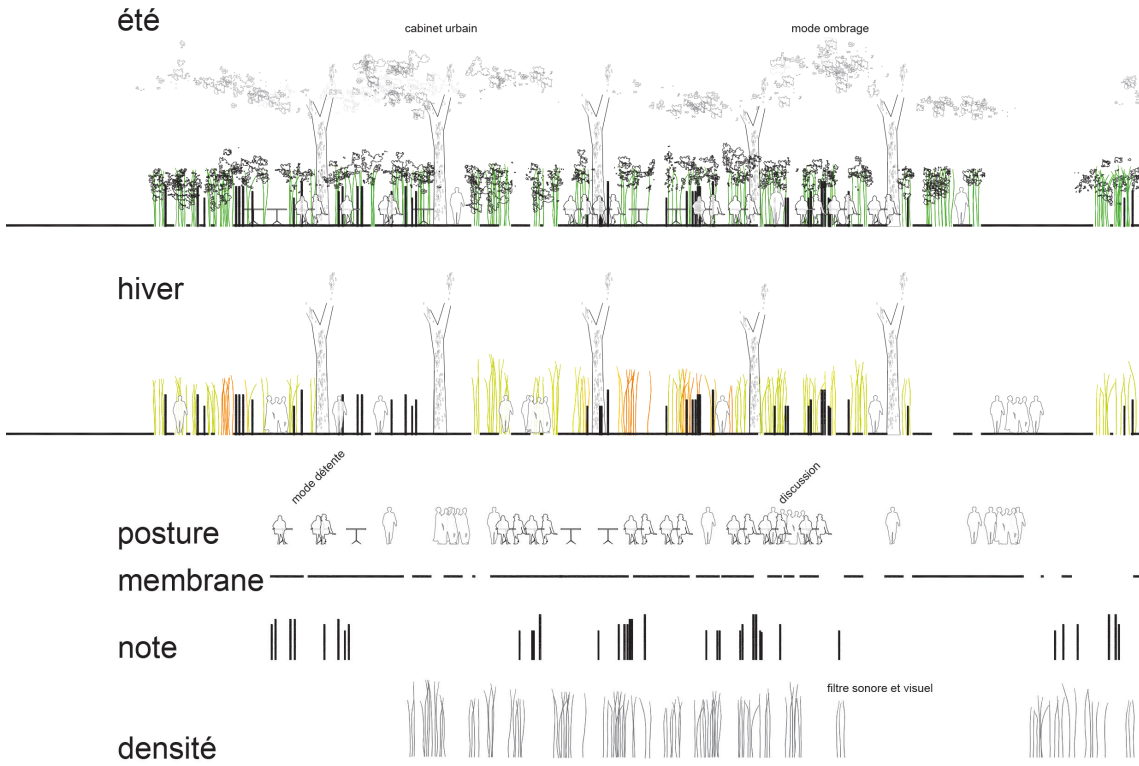 été
cabinet urbain
mode ombrage
hiver
mode détente
discussion
posture
membrane
note
filtre sonore et visuel
densité